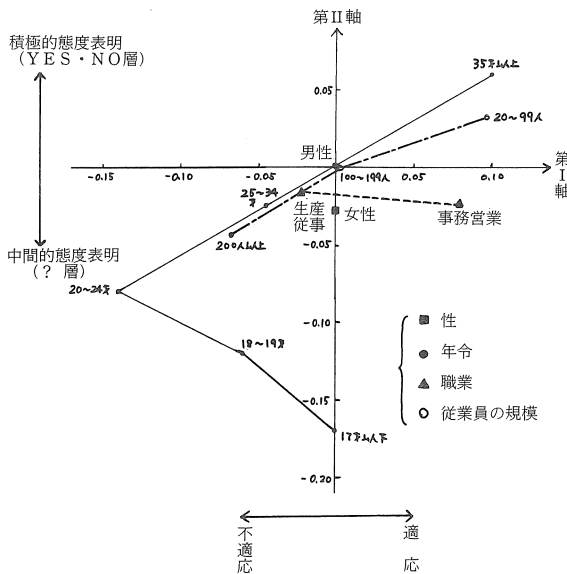 第Ⅱ軸
積極的態度表明
(YES・NO層)
35才以上
0.05
20～99人
男性
第Ⅰ軸
-0.15
-0.10
-0.05
100～199人
0.10
25～34才
生産従事
女性
事務営業
200人以上
-0.05
中間的態度表明
(? 層)
20～24才
-0.10
性
18～19才
年令
職業
-0.15
従業員の規模
17才以下
-0.20
不適応
適応